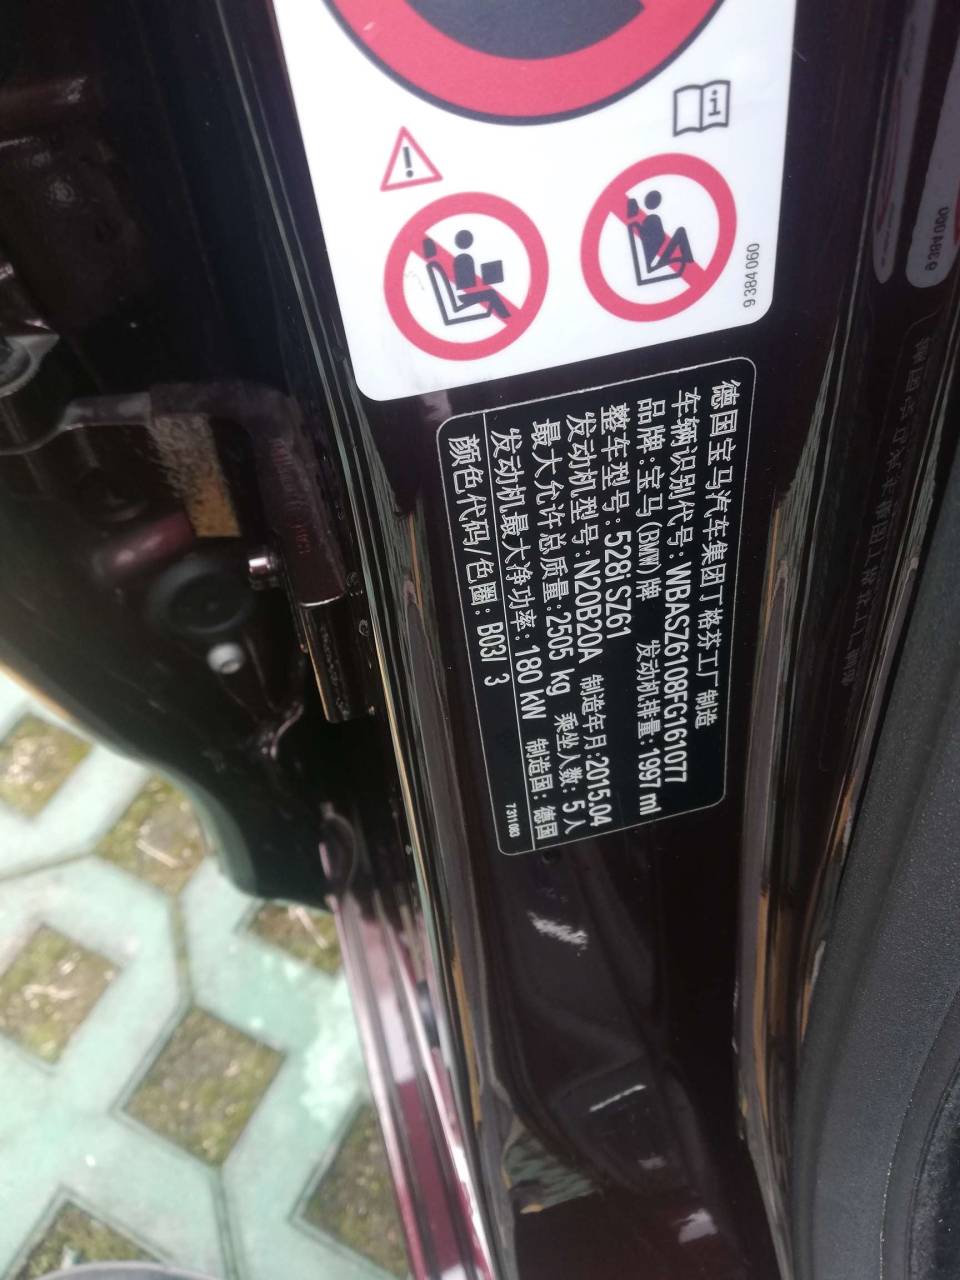 9 384 060
德国宝马汽车集团丁格芬工厂制造
车辆识别代号: WBASZ6108FG161077
品牌:宝马(BMW)牌 发动机排量:1997 ml
整车型号: 528i SZ61
发动机型号:N20B20A 制造年月:2015.04
最大允许总质量:2505 kg 乘坐人数: 5 人
发动机最大净功率: 180 kW 制造国: 德国
颜色代码/色圈: B03/ 3
7 311 083